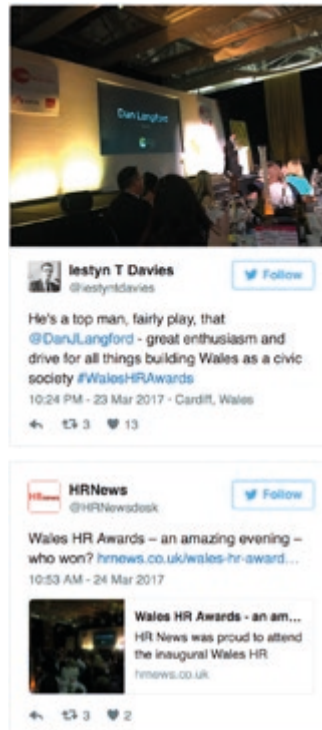 Dan Langford
Iestyn T Davies
@iestyntdavies
Follow
He's a top man, fairly play, that
@DanJLangford - great enthusiasm and
drive for all things building Wales as a civic
society #WalesHRAwards
10:24 PM - 23 Mar 2017 - Cardiff, Wales
3 13
HRNews
HRNews
@HRNewsdesk
Follow
Wales HR Awards – an amazing evening –
who won? hrnews.co.uk/wales-hr-award...
10:53 AM - 24 Mar 2017
Wales HR Awards - an am...
HR News was proud to attend
the inaugural Wales HR
hrnews.co.uk
3 2